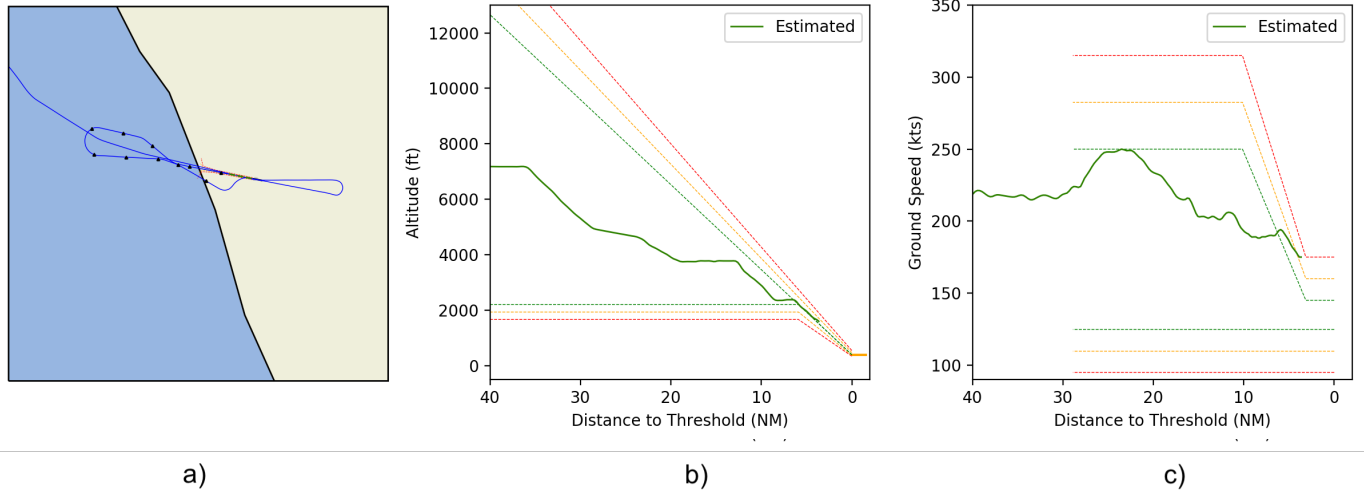 Estimated
12000
10000
8000
6000
4000
2000
0
Altitude (ft)
40
30
20
10
0
Distance to Threshold (NM)
Estimated
350
300
250
200
150
100
Ground Speed (kts)
40
30
20
10
0
Distance to Threshold (NM)
a)
b)
c)